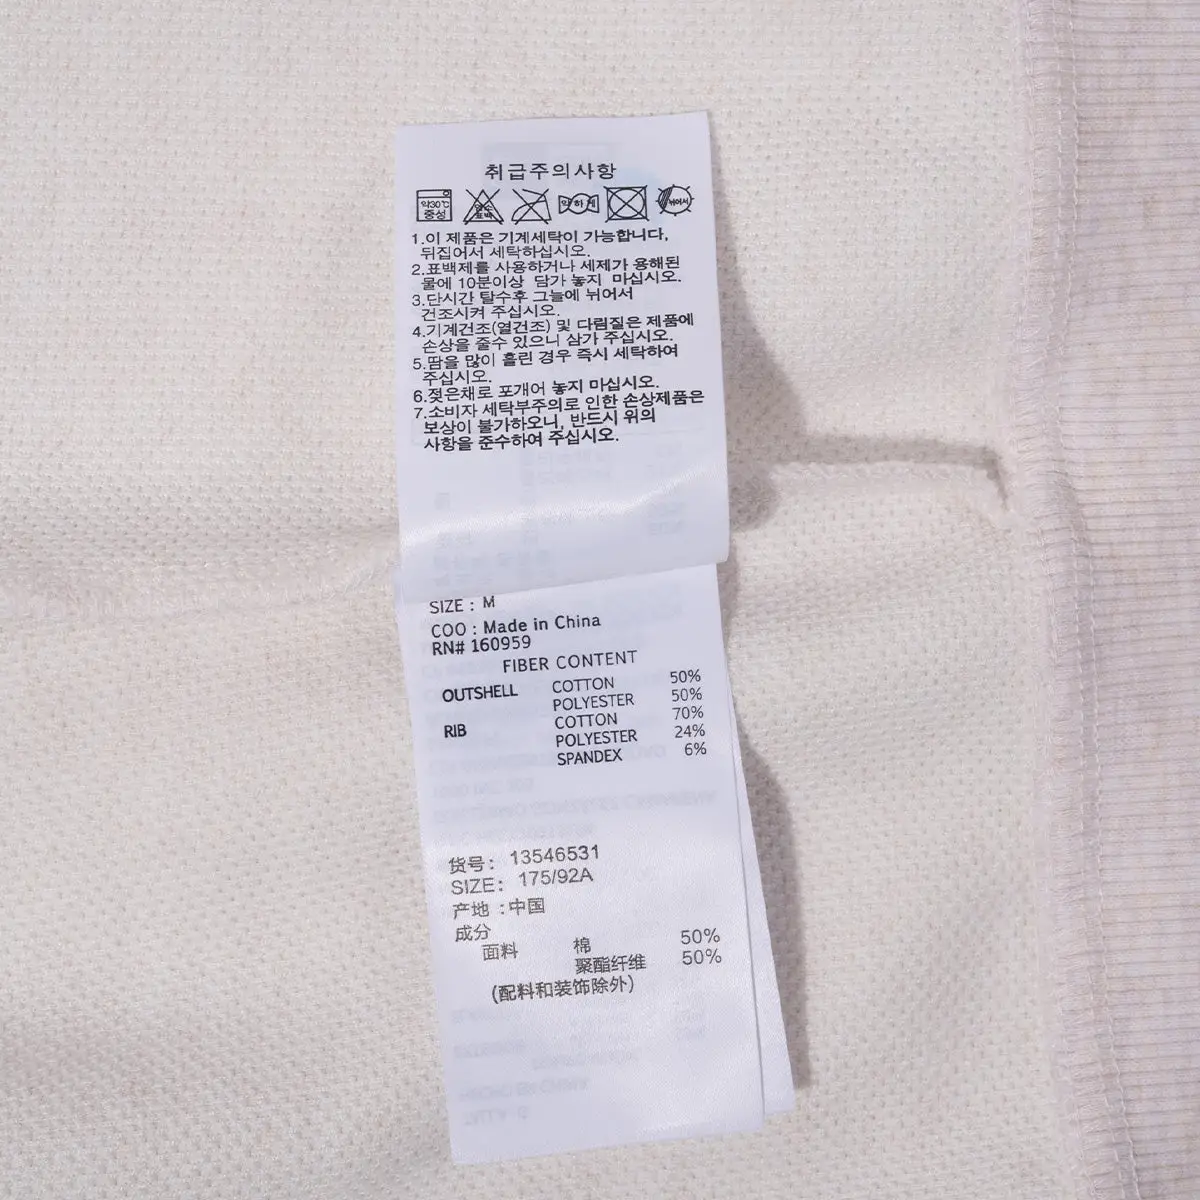 취급주의사항
약30℃
중성
염소
표백
약하게
뉘어서
1.이 제품은 기계세탁이 가능합니다,
뒤집어서 세탁하십시오.
2.표백제를 사용하거나 세제가 용해된
물에 10분이상 담가 놓지 마십시오.
3.단시간 탈수후 그늘에 뉘어서
건조시켜 주십시오.
4.기계건조(열건조) 및 다림질은 제품에
손상을 줄수 있으니 삼가 주십시오.
5.땀을 많이 흘린 경우 즉시 세탁하여
주십시오.
6.젖은채로 포개어 놓지 마십시오.
7.소비자 세탁부주의로 인한 손상제품은
보상이 불가하오니, 반드시 위의
사항을 준수하여 주십시오.
SIZE : M
COO : Made in China
RN# 160959
FIBER CONTENT
OUTSHELL COTTON 50%
POLYESTER 50%
RIB COTTON 70%
POLYESTER 24%
SPANDEX 6%
货号: 13546531
SIZE: 175/92A
产地 :中国
成分
面料 棉 50%
聚酯纤维 50%
(配料和装饰除外)